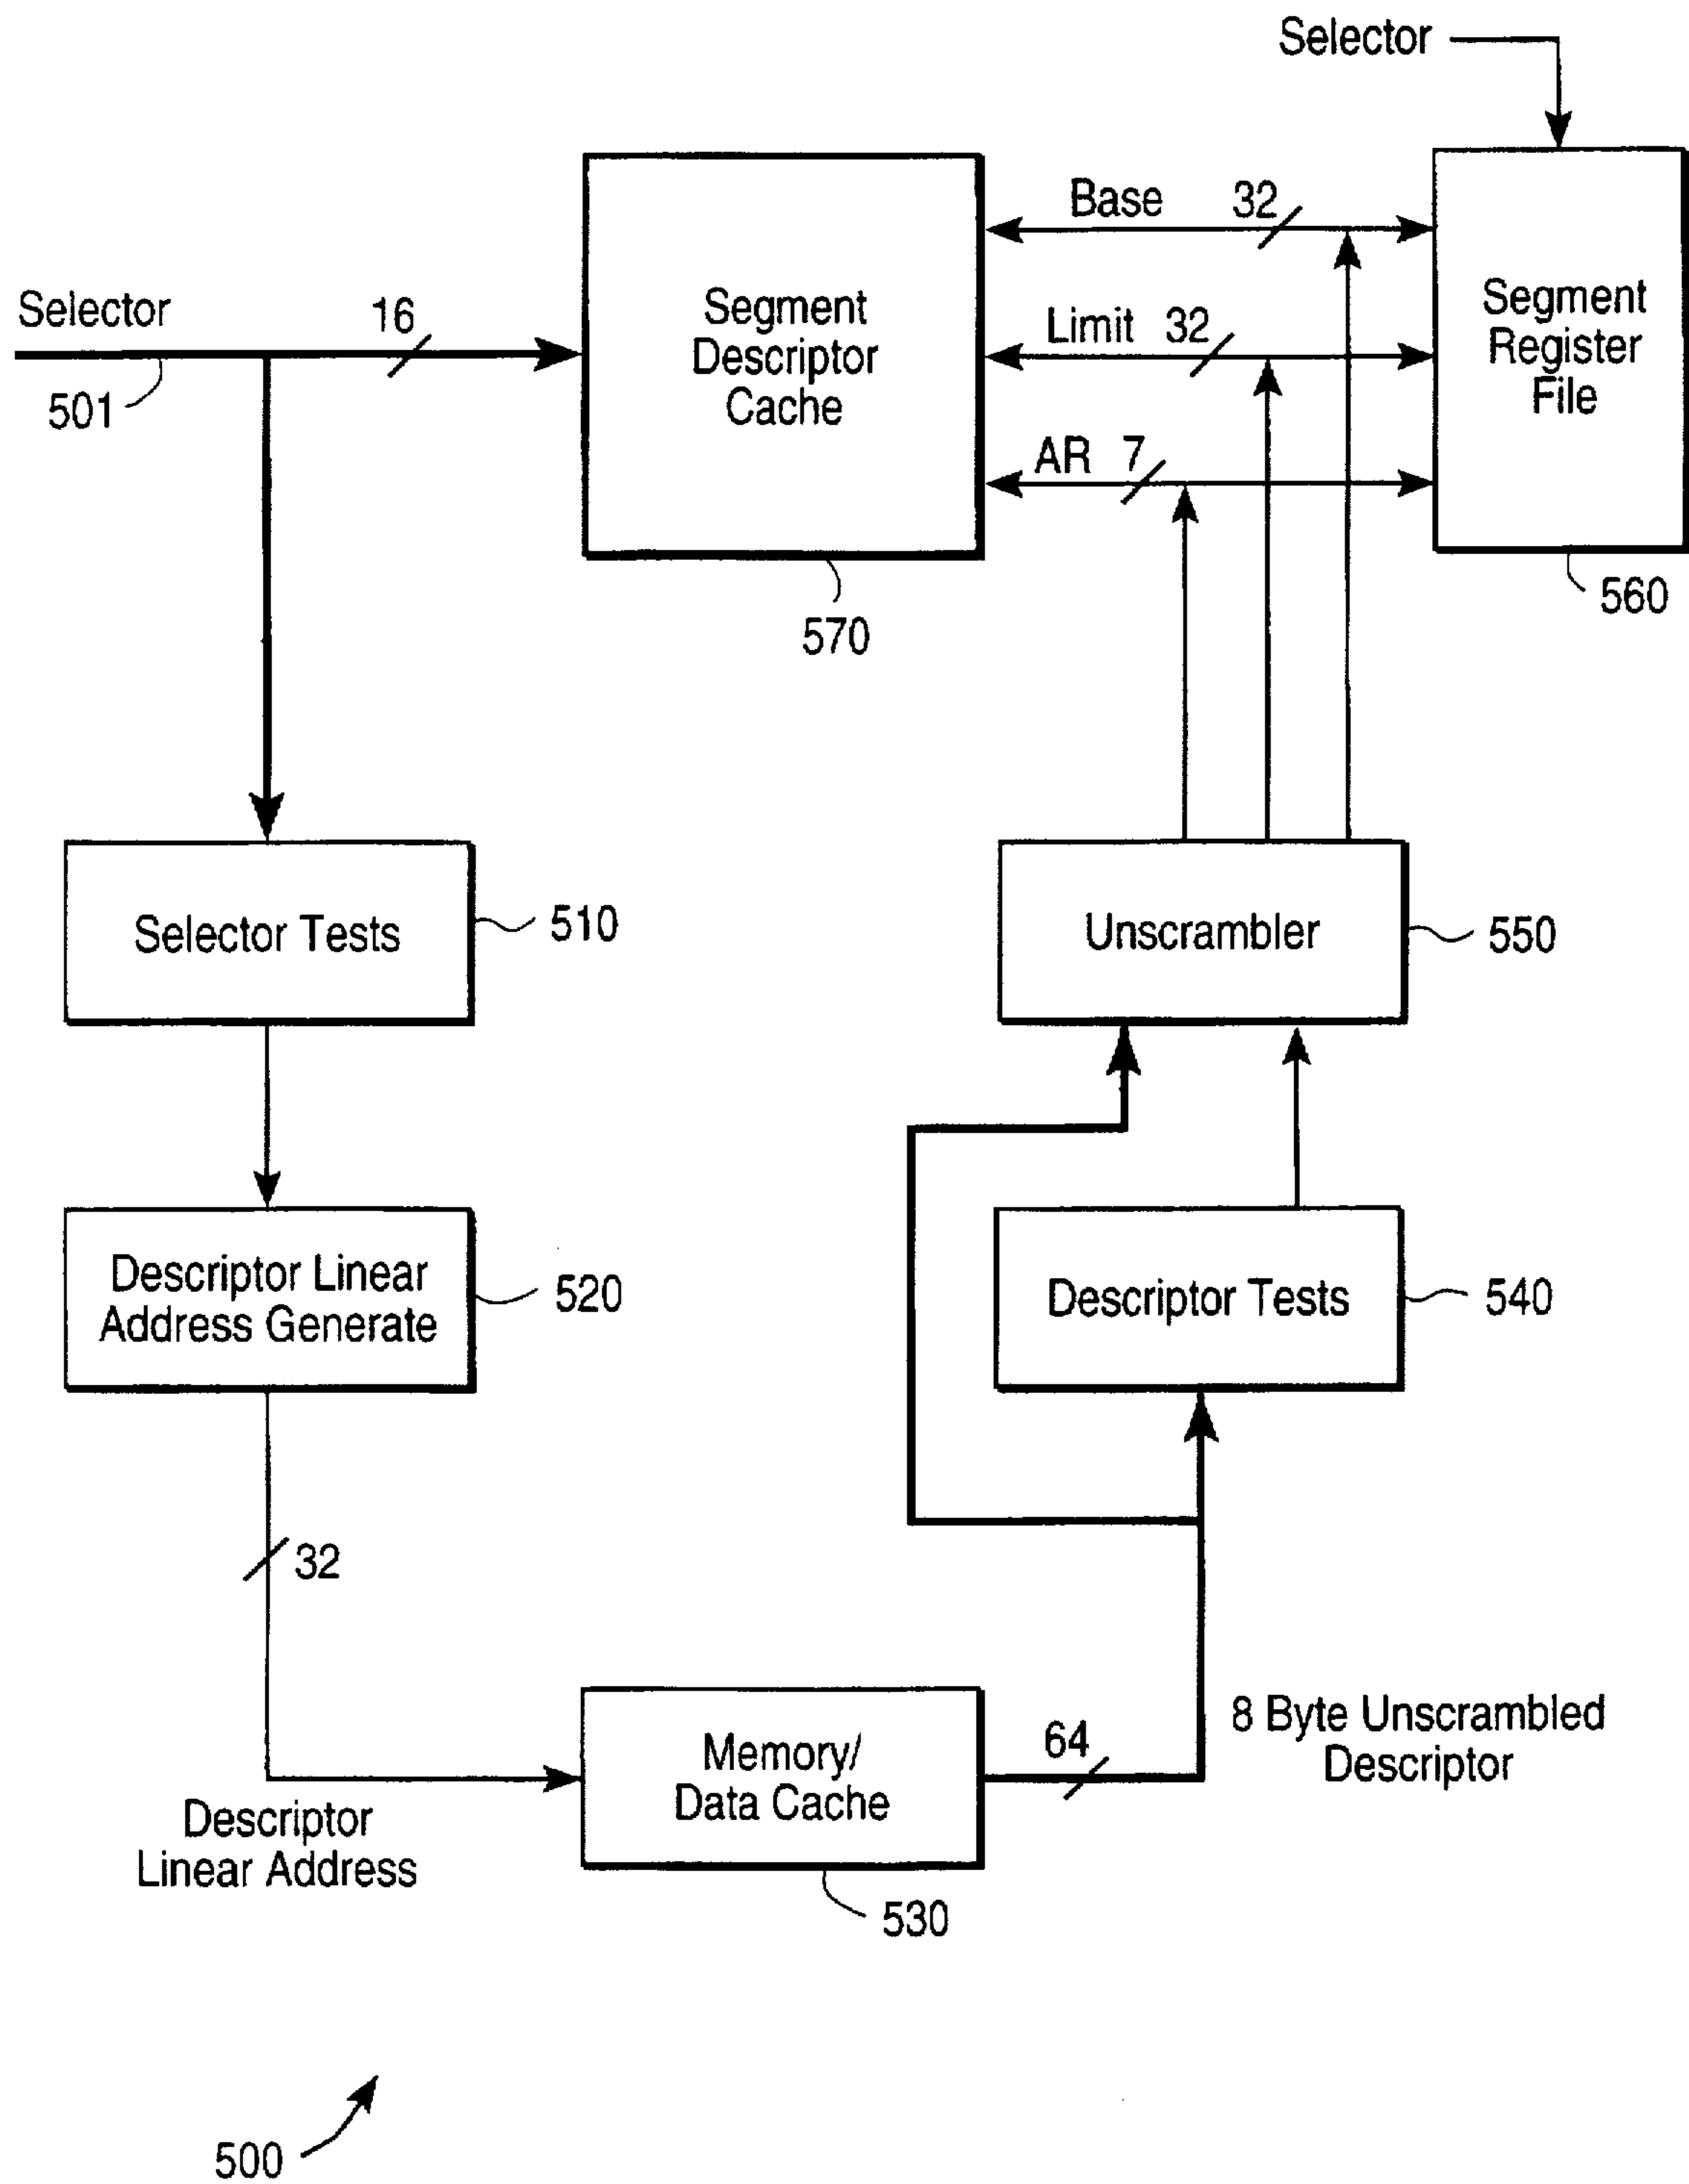 Selector
Base 32
Selector 16
Segment
Descriptor
Cache
Limit 32
Segment
Register
File
501
AR 7
560
570
Selector Tests
510
Unscrambler
550
Descriptor Linear
Address Generate
520
Descriptor Tests
540
32
8 Byte Unscrambled
Descriptor
64
Memory/
Data Cache
Descriptor
Linear Address
530
500